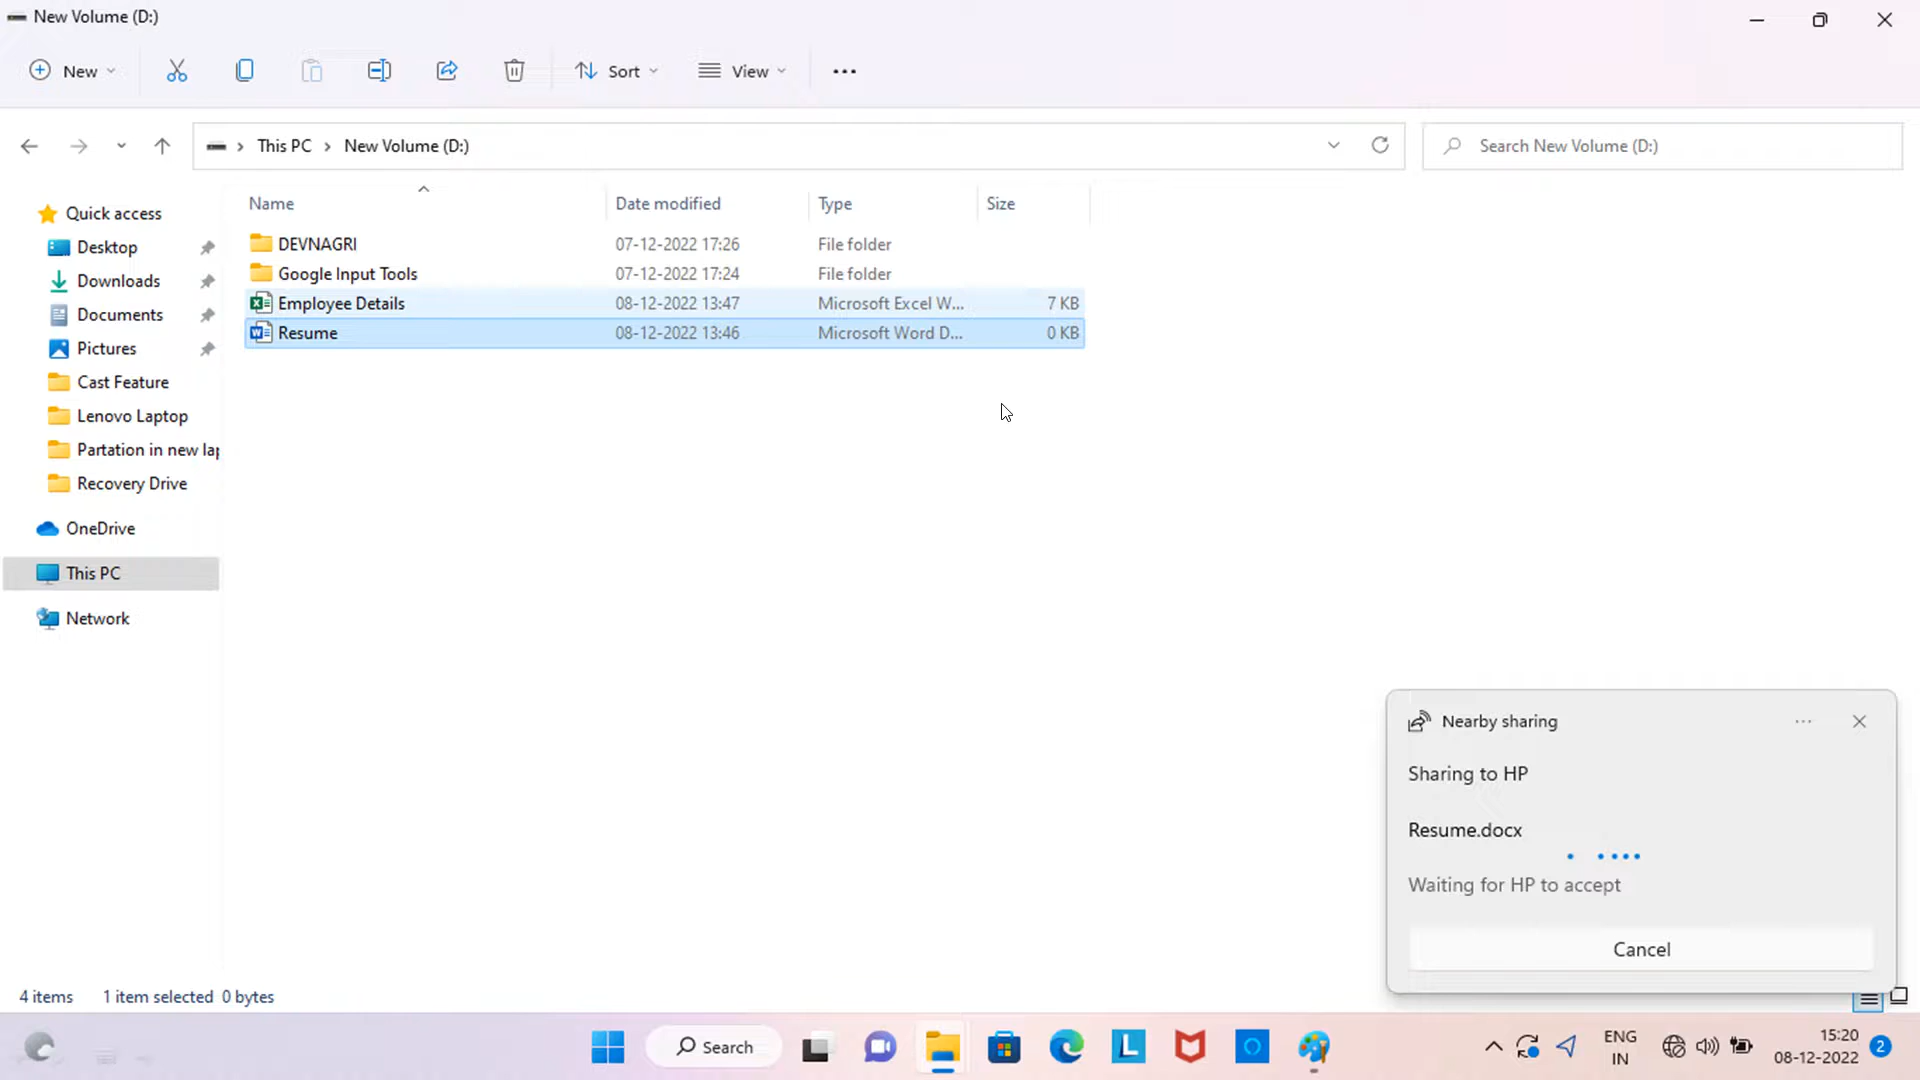 New Volume (D:)
New
Sort
View
This PC
New Volume (D:)
Search New Volume (D:)
Name
Date modified
Type
Size
DEVNAGRI
07-12-2022 17:26
File folder
Google Input Tools
07-12-2022 17:24
File folder
Employee Details
08-12-2022 13:47
Microsoft Excel W...
7 KB
Resume
08-12-2022 13:46
Microsoft Word D...
0 KB
Quick access
Desktop
Downloads
Documents
Pictures
Cast Feature
Lenovo Laptop
Partation in new lap
Recovery Drive
OneDrive
This PC
Network
Nearby sharing
Sharing to HP
Resume.docx
Waiting for HP to accept
Cancel
4 items
1 item selected
0 bytes
Search
L
ENG
IN
15:20
08-12-2022
2